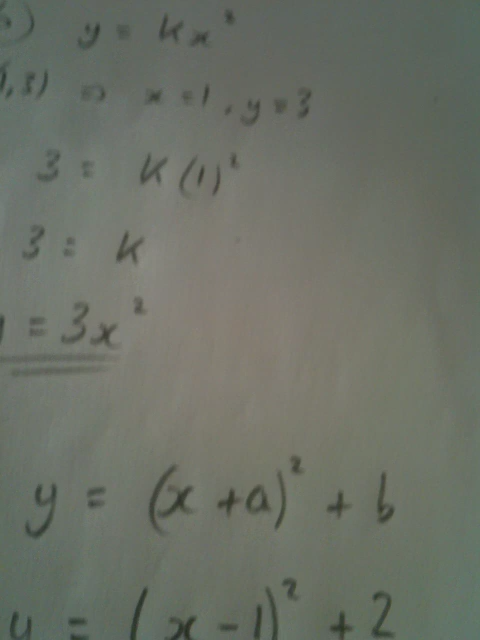 ) y = kx²
1,3) ⇒ x = 1, y = 3
3 = k(1)²
3 = k
y = 3x²
y = (x + a)² + b
y = (x - 1)² + 2